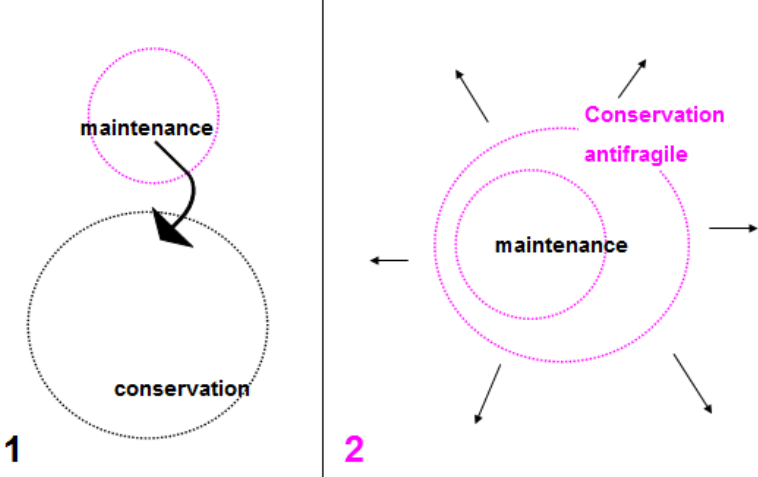 maintenance
conservation
1
Conservation
antifragile
maintenance
2